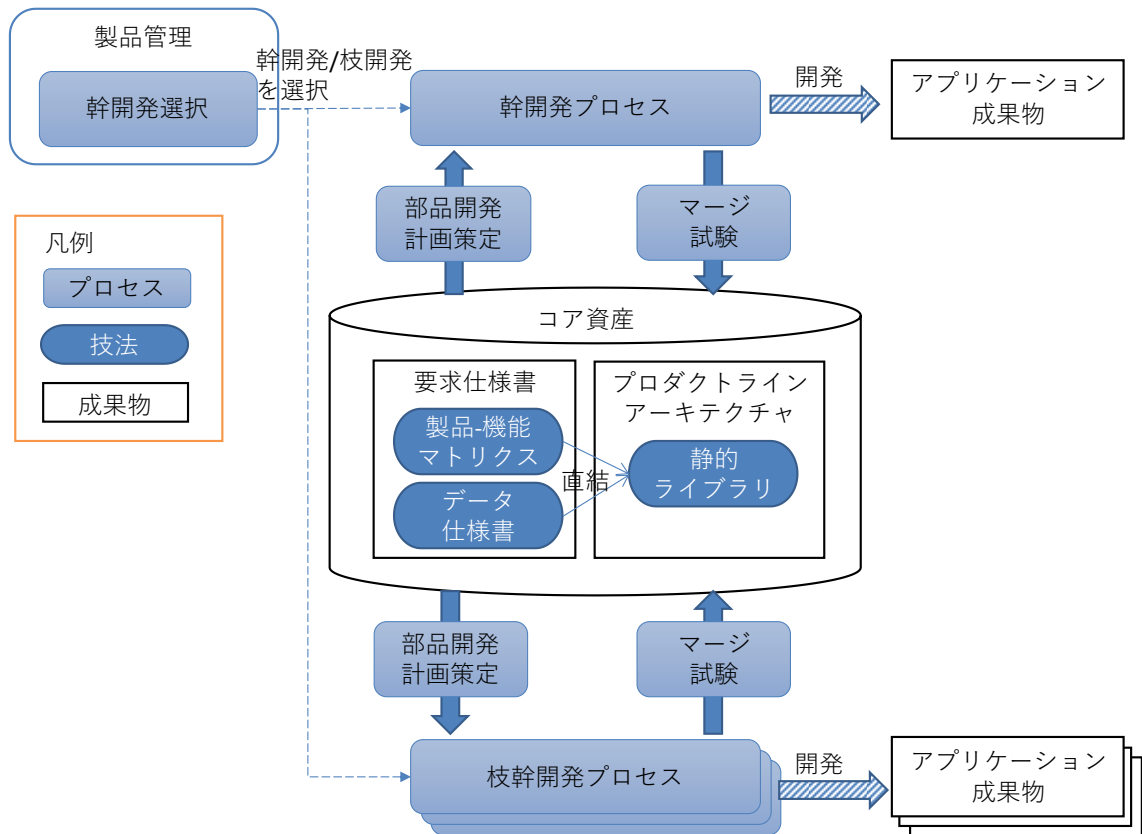 製品管理
幹開発選択
幹開発/枝開発
を選択
幹開発プロセス
開発
アプリケーション
成果物
部品開発
計画策定
マージ
試験
凡例
プロセス
技法
成果物
コア資産
要求仕様書
製品-機能
マトリクス
データ
仕様書
直結
プロダクトライン
アーキテクチャ
静的
ライブラリ
部品開発
計画策定
マージ
試験
枝幹開発プロセス
開発
アプリケーション
成果物